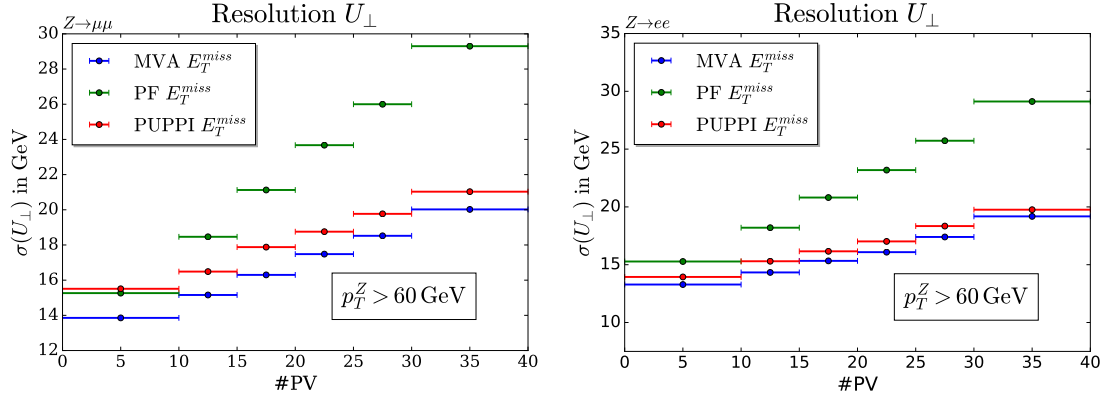 Resolution U⊥
Z→μμ
MVA E_T^miss
PF E_T^miss
PUPPI E_T^miss
p_T^Z > 60 GeV
σ(U⊥) in GeV
30
28
26
24
22
20
18
16
14
12
0 5 10 15 20 25 30 35 40
#PV
Resolution U⊥
Z→ee
MVA E_T^miss
PF E_T^miss
PUPPI E_T^miss
p_T^Z > 60 GeV
σ(U⊥) in GeV
35
30
25
20
15
10
0 5 10 15 20 25 30 35 40
#PV